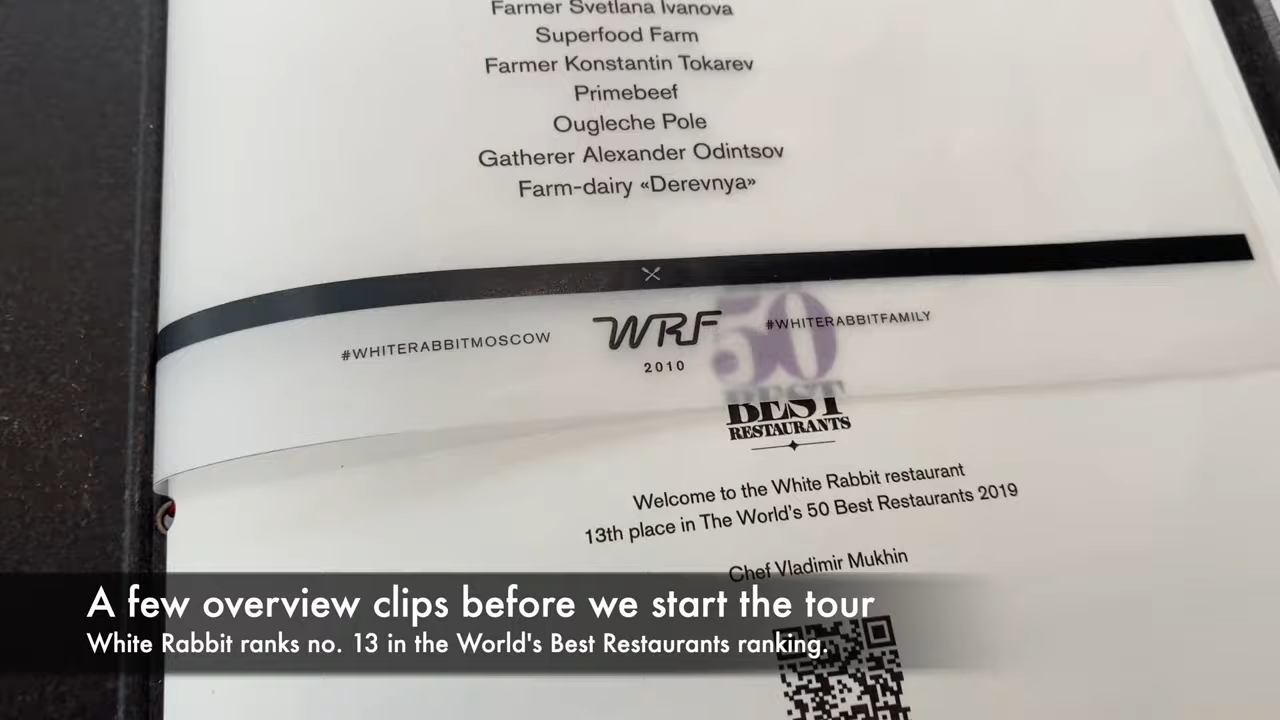 Farmer Svetlana Ivanova
Superfood Farm
Farmer Konstantin Tokarev
Primebeef
Ougleche Pole
Gatherer Alexander Odintsov
Farm-dairy «Derevnya»
#WHITERABBITMOSCOW
WRF
2010
#WHITERABBITFAMILY
50
BEST
RESTAURANTS
Welcome to the White Rabbit restaurant
13th place in The World's 50 Best Restaurants 2019
Chef Vladimir Mukhin
A few overview clips before we start the tour
White Rabbit ranks no. 13 in the World's Best Restaurants ranking.